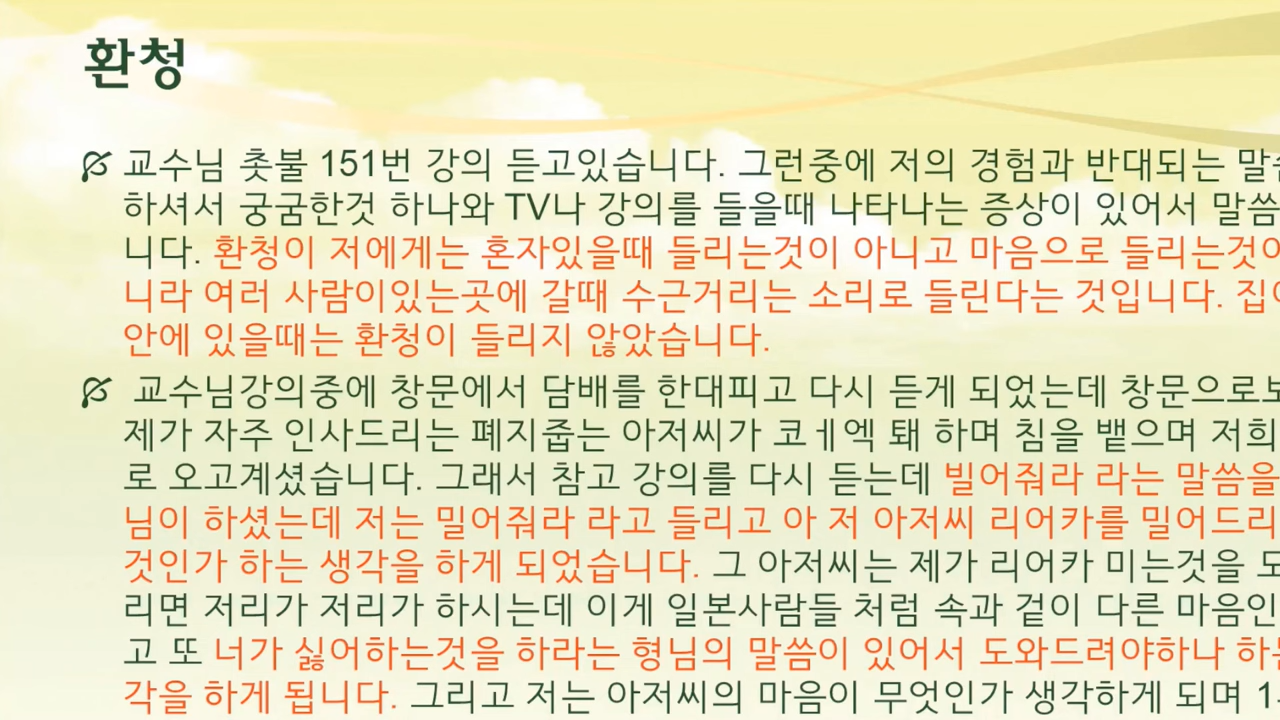 환청
교수님 촛불 151번 강의 듣고있습니다. 그런중에 저의 경험과 반대되는
하셔서 궁굼한것 하나와 TV나 강의를 들을때 나타나는 증상이 있어서 말씀
니다. 환청이 저에게는 혼자있을때 들리는것이 아니고 마음으로 들리는것이
니라 여러 사람이있는곳에 갈때 수근거리는 소리로 들린다는 것입니다.
안에 있을때는 환청이 들리지 않았습니다.
교수님강의중에 창문에서 담배를 한대피고 다시 듣게 되었는데
제가 자주 인사드리는 폐지줍는 아저씨가 코ㅔ엑 퇘 하며 침을 뱉으며 저희
로 오고계셨습니다. 그래서 참고 강의를 다시 듣는데 빌어줘라 라는 말씀을
님이 하셨는데 저는 밀어줘라 라고 들리고 아 저 아저씨 리어카를 밀어드리
것인가 하는 생각을 하게 되었습니다. 그 아저씨는 제가 리어카 미는것을
리면 저리가 저리가 하시는데 이게 일본사람들 처럼 속과 겉이 다른 마음인
고 또 너가 싫어하는것을 하라는 형님의 말씀이 있어서 도와드려야하나
각을 하게 됩니다. 그리고 저는 아저씨의 마음이 무엇인가 생각하게 되며